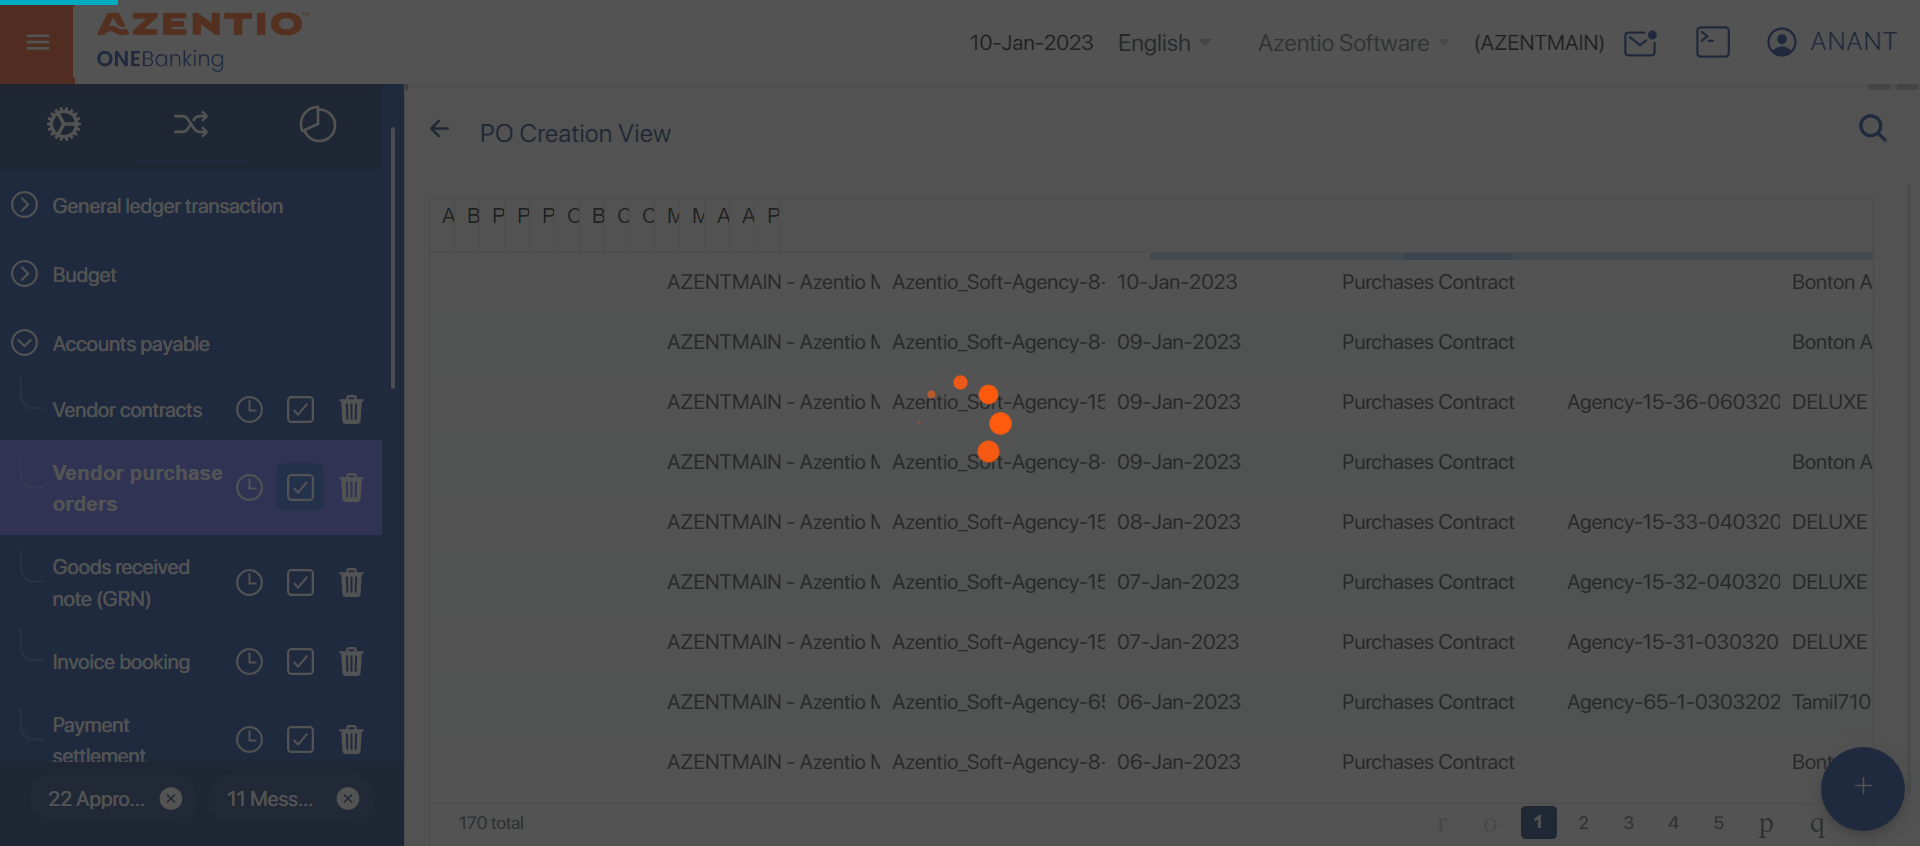 AZENTIO™
ONEBanking
10-Jan-2023 English Azentio Software (AZENTMAIN) ANANT
PO Creation View
General ledger transaction
Budget
Accounts payable
Vendor contracts
Vendor purchase
orders
Goods received
note (GRN)
Invoice booking
Payment
settlement
22 Appro... 11 Mess...
A B P P P C B C C M M A A P
AZENTMAIN - Azentio M Azentio_Soft-Agency-8- 10-Jan-2023 Purchases Contract Bonton A
AZENTMAIN - Azentio M Azentio_Soft-Agency-8- 09-Jan-2023 Purchases Contract Bonton A
AZENTMAIN - Azentio M Azentio_Soft-Agency-15 09-Jan-2023 Purchases Contract Agency-15-36-060320 DELUXE
AZENTMAIN - Azentio M Azentio_Soft-Agency-8- 09-Jan-2023 Purchases Contract Bonton A
AZENTMAIN - Azentio M Azentio_Soft-Agency-15 08-Jan-2023 Purchases Contract Agency-15-33-040320 DELUXE
AZENTMAIN - Azentio M Azentio_Soft-Agency-15 07-Jan-2023 Purchases Contract Agency-15-32-040320 DELUXE
AZENTMAIN - Azentio M Azentio_Soft-Agency-15 07-Jan-2023 Purchases Contract Agency-15-31-030320 DELUXE
AZENTMAIN - Azentio M Azentio_Soft-Agency-65 06-Jan-2023 Purchases Contract Agency-65-1-0303202 Tamil710
AZENTMAIN - Azentio M Azentio_Soft-Agency-8- 06-Jan-2023 Purchases Contract Bont
170 total r o 1 2 3 4 5 p q